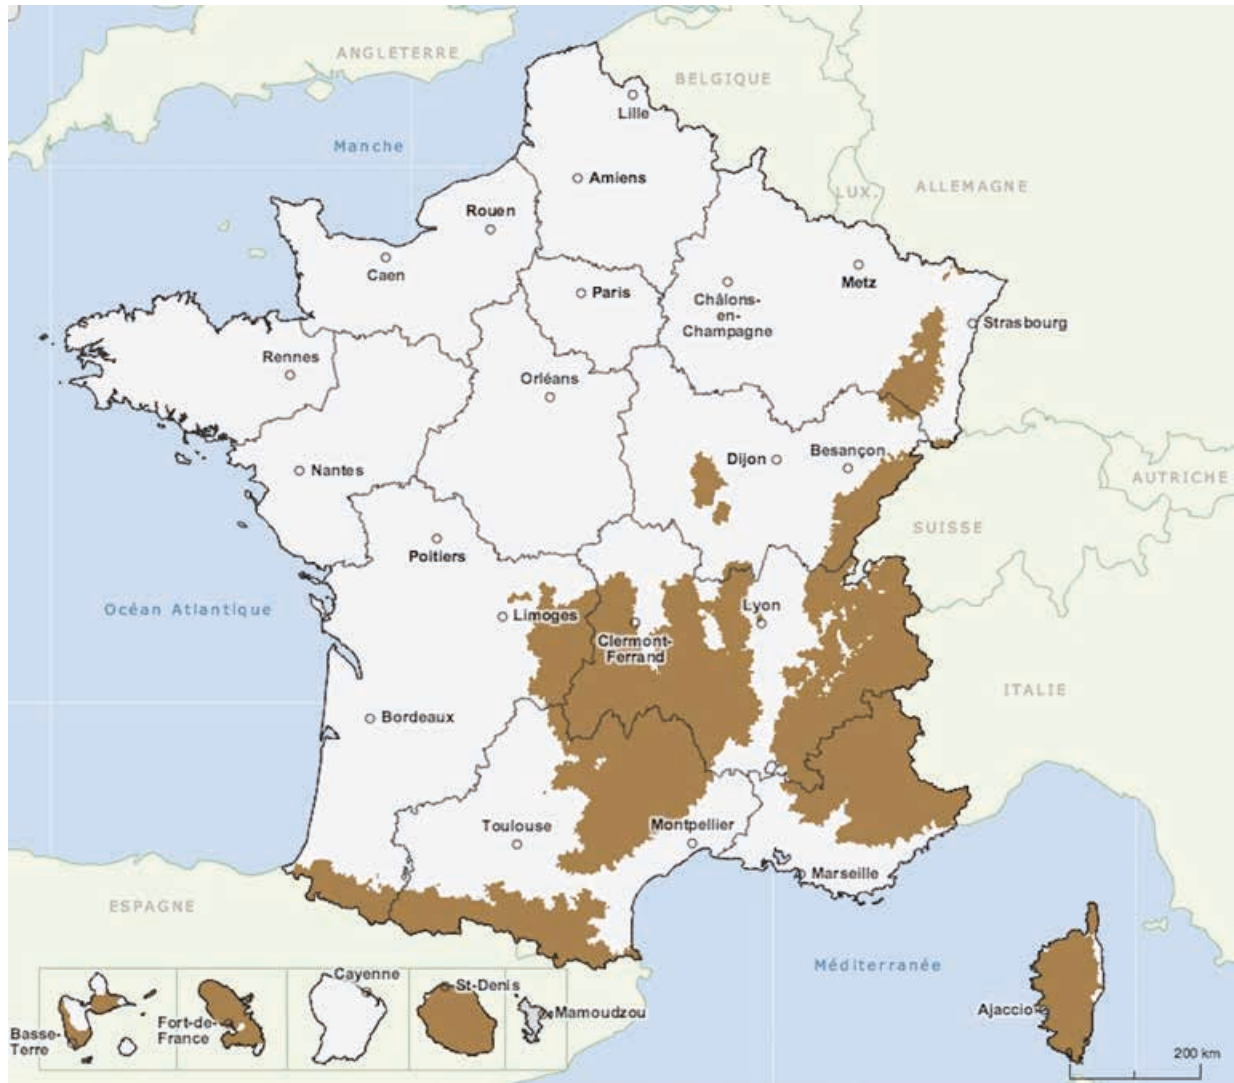 ANGLETERRE
BELGIQUE
Lille
Manche
Amiens
LUX.
ALLEMAGNE
Rouen
Caen
Metz
Paris
Châlons-
en-
Champagne
Strasbourg
Rennes
Orléans
Nantes
Dijon
Besançon
AUTRICHE
SUISSE
Poitiers
Océan Atlantique
Limoges
Lyon
Clermont-
Ferrand
ITALIE
Bordeaux
Toulouse
Montpellier
Marseille
ESPAGNE
Méditerranée
Cayenne
St-Denis
Ajaccio
Mamoudzou
Fort-de-
France
Basse-
Terre
200 km